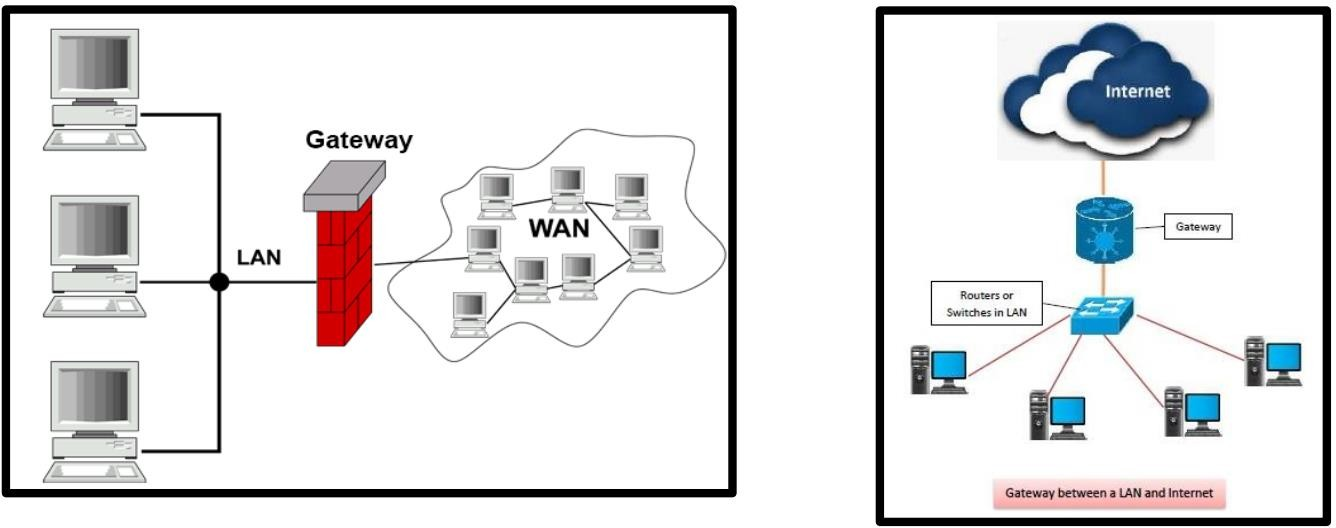 Gateway
LAN
WAN
Internet
Gateway
Routers or
Switches in LAN
Gateway between a LAN and Internet